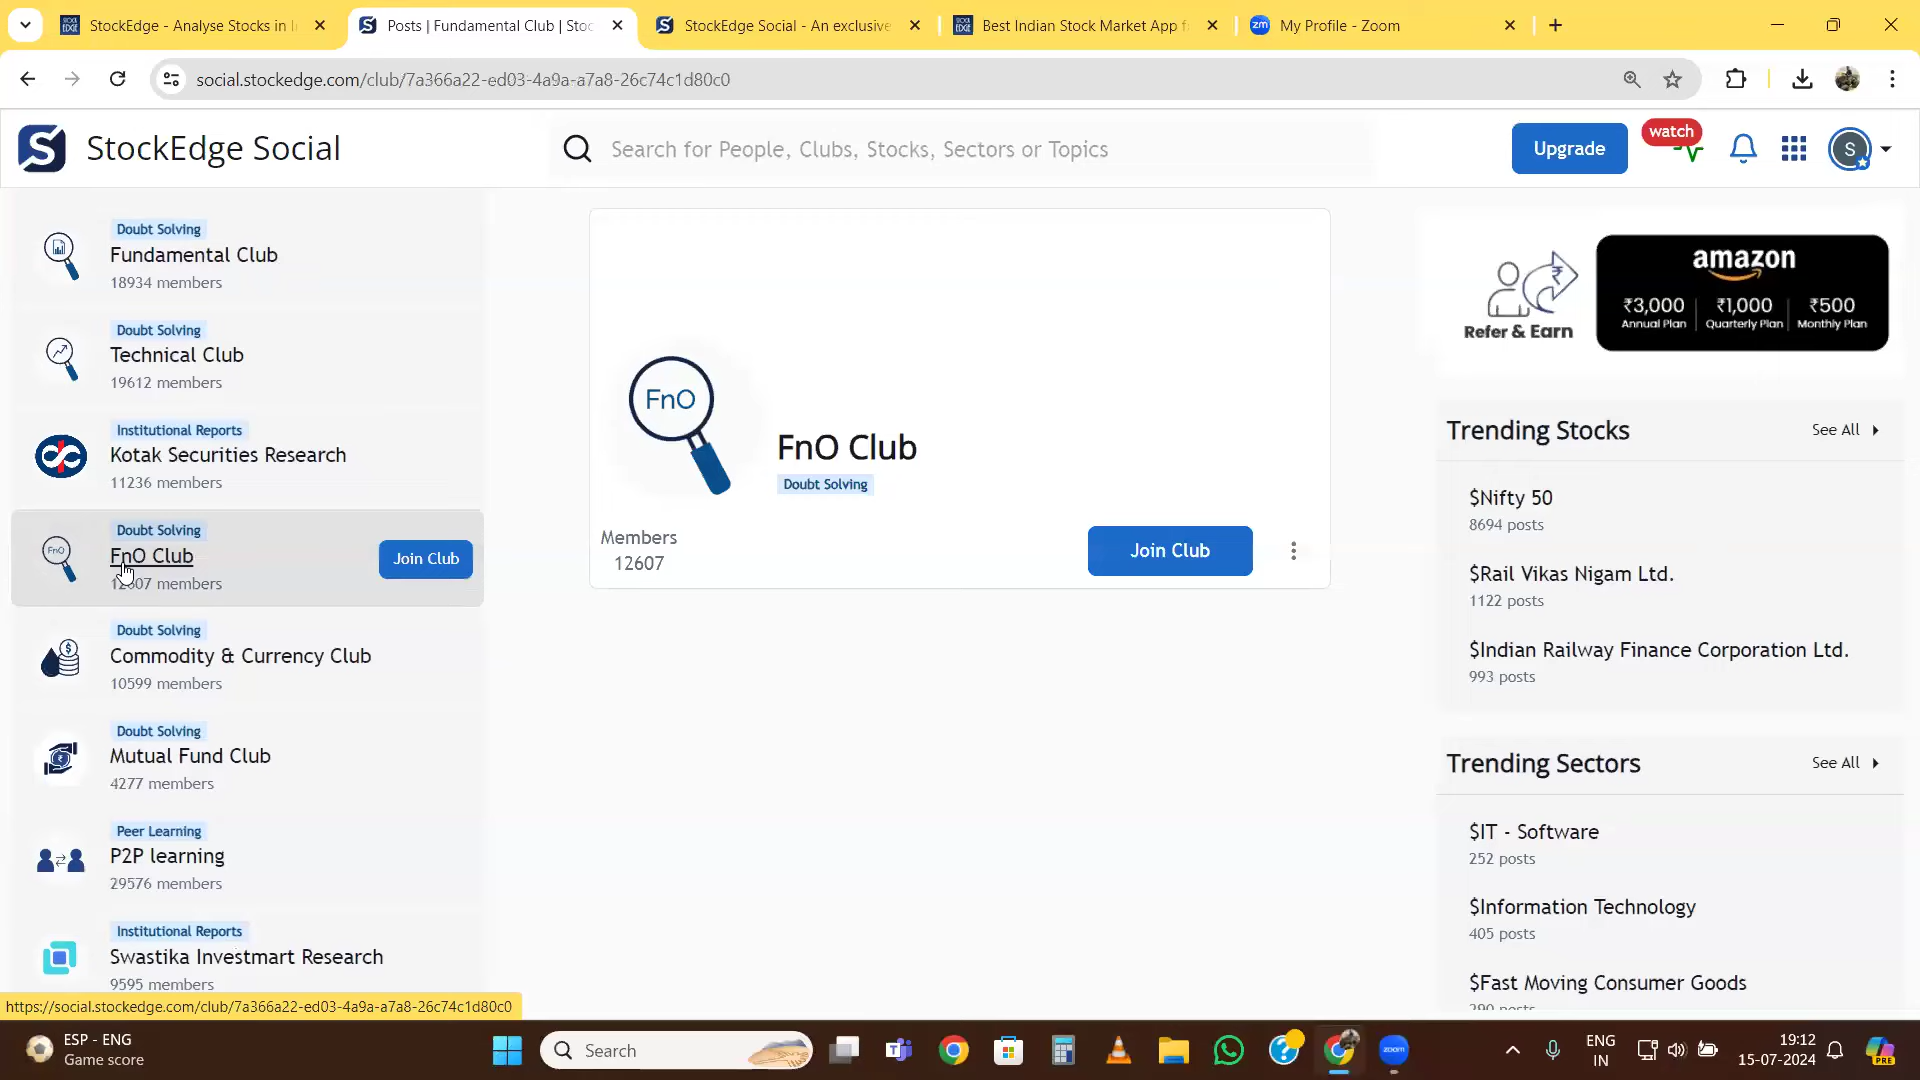 StockEdge - Analyse Stocks in I
Posts | Fundamental Club | Stoc
StockEdge Social - An exclusive
Best Indian Stock Market App f
zm
My Profile - Zoom
social.stockedge.com/club/7a366a22-ed03-4a9a-a7a8-26c74c1d80c0
StockEdge Social
Search for People, Clubs, Stocks, Sectors or Topics
Upgrade
watch
S
Doubt Solving
Fundamental Club
18934 members
Doubt Solving
Technical Club
19612 members
Institutional Reports
Kotak Securities Research
11236 members
Doubt Solving
FnO
FnO Club
12607 members
Join Club
Doubt Solving
Commodity & Currency Club
10599 members
Doubt Solving
Mutual Fund Club
4277 members
Peer Learning
P2P learning
29576 members
Institutional Reports
Swastika Investmart Research
9595 members
https://social.stockedge.com/club/7a366a22-ed03-4a9a-a7a8-26c74c1d80c0
FnO
FnO Club
Doubt Solving
Members
12607
Join Club
Refer & Earn
amazon
₹3,000 ₹1,000 ₹500
Annual Plan Quarterly Plan Monthly Plan
Trending Stocks
See All
$Nifty 50
8694 posts
$Rail Vikas Nigam Ltd.
1122 posts
$Indian Railway Finance Corporation Ltd.
993 posts
Trending Sectors
See All
$IT - Software
252 posts
$Information Technology
405 posts
$Fast Moving Consumer Goods
290 posts
ESP - ENG
Game score
Search
zoom
ENG
IN
19:12
15-07-2024
PRE